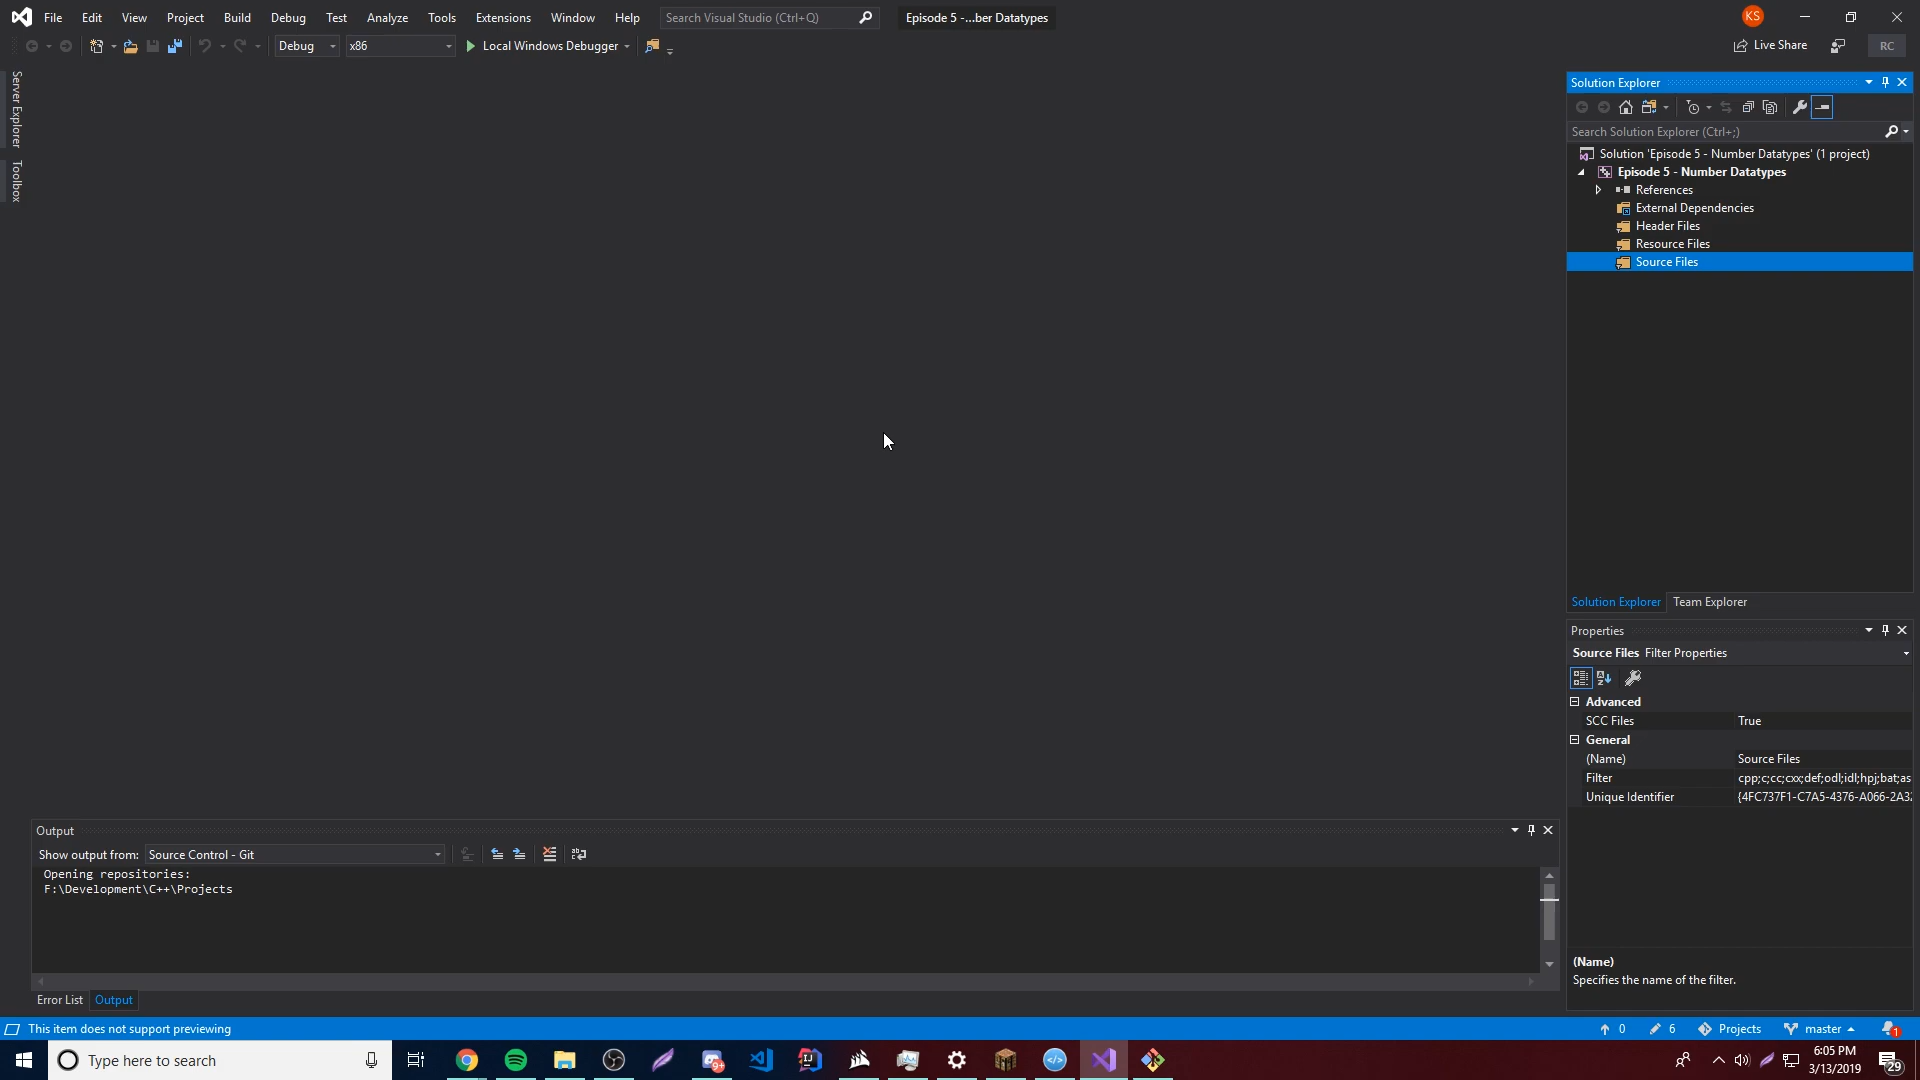 File Edit View Project Build Debug Test Analyze Tools Extensions Window Help Search Visual Studio (Ctrl+Q) Episode 5 -...ber Datatypes KS
Debug x86 Local Windows Debugger Live Share RC
Server Explorer
Toolbox
Solution Explorer
Search Solution Explorer (Ctrl+;)
Solution 'Episode 5 - Number Datatypes' (1 project)
Episode 5 - Number Datatypes
References
External Dependencies
Header Files
Resource Files
Source Files
Solution Explorer Team Explorer
Properties
Source Files Filter Properties
Advanced
SCC Files True
General
(Name) Source Files
Filter cpp;c;cc;cxx;def;odl;idl;hpj;bat;as
Unique Identifier {4FC737F1-C7A5-4376-A066-2A32
(Name)
Specifies the name of the filter.
Output
Show output from: Source Control - Git
Opening repositories:
F:\Development\C++\Projects
Error List Output
This item does not support previewing 0 6 Projects master 1
Type here to search 9+ 6:05 PM
3/13/2019 29